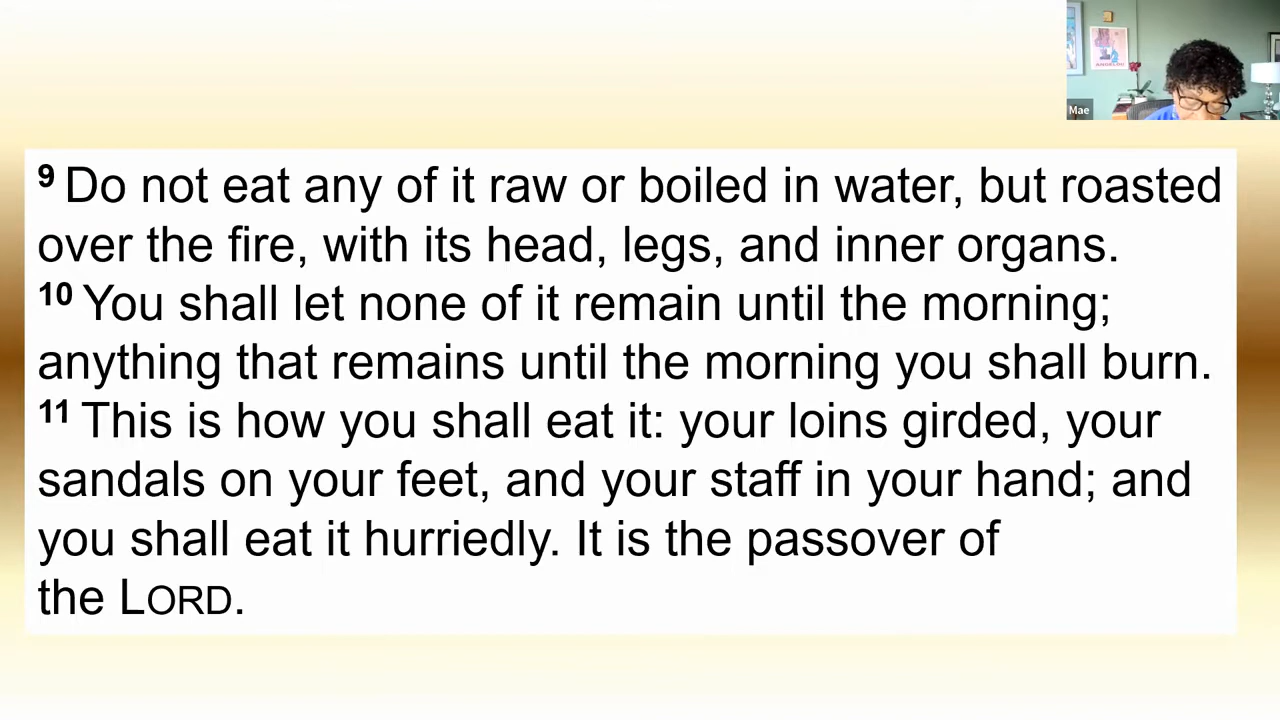 Mae
9 Do not eat any of it raw or boiled in water, but roasted
over the fire, with its head, legs, and inner organs.
10 You shall let none of it remain until the morning;
anything that remains until the morning you shall burn.
11 This is how you shall eat it: your loins girded, your
sandals on your feet, and your staff in your hand; and
you shall eat it hurriedly. It is the passover of
the LORD.